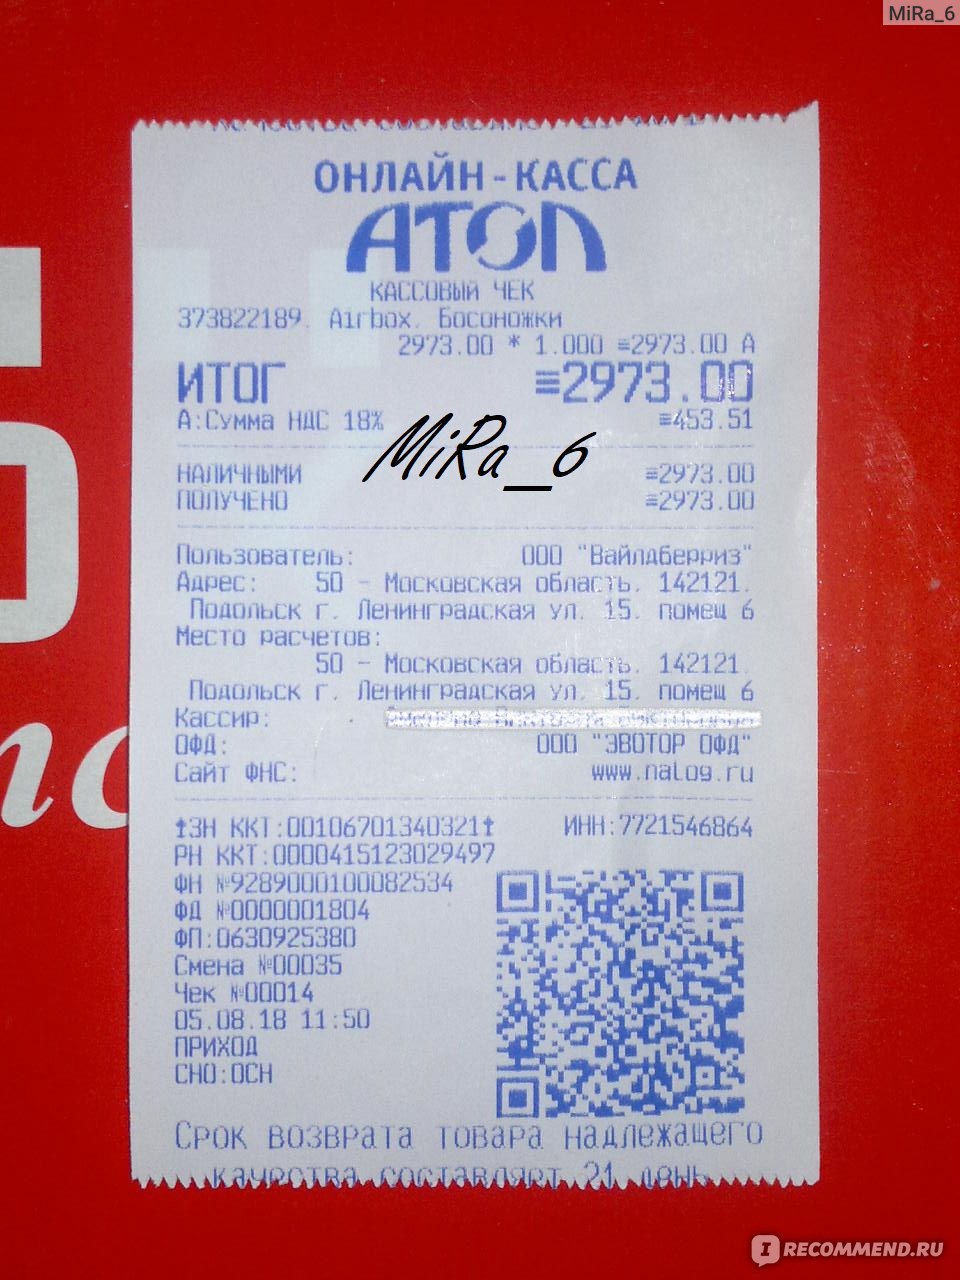 MiRa_6
ОНЛАЙН-КАССА
АТОЛ
КАССОВЫЙ ЧЕК
373822189. Airbox. Босоножки
2973.00 * 1.000 ≡2973.00 А
ИТОГ ≡2973.00
А:Сумма НДС 18% ≡453.51
MiRa_6
НАЛИЧНЫМИ ≡2973.00
ПОЛУЧЕНО ≡2973.00
Пользователь: ООО "Вайлдберриз"
Адрес: 50 - Московская область. 142121.
Подольск г. Ленинградская ул. 15. помещ 6
Место расчетов:
50 - Московская область. 142121.
Подольск г. Ленинградская ул. 15. помещ 6
Кассир:
ОФД: ООО "ЭВОТОР ОФД"
Сайт ФНС: www.nalog.ru
ЗН ККТ:00106701340321 ИНН:7721546864
РН ККТ:0000415123029497
ФН №9289000100082534
ФД №0000001804
ФП:0630925380
Смена №00035
Чек №00014
05.08.18 11:50
ПРИХОД
СНО:ОСН
Срок возврата товара надлежащего
качества составляет 21 день
RECOMMEND.RU